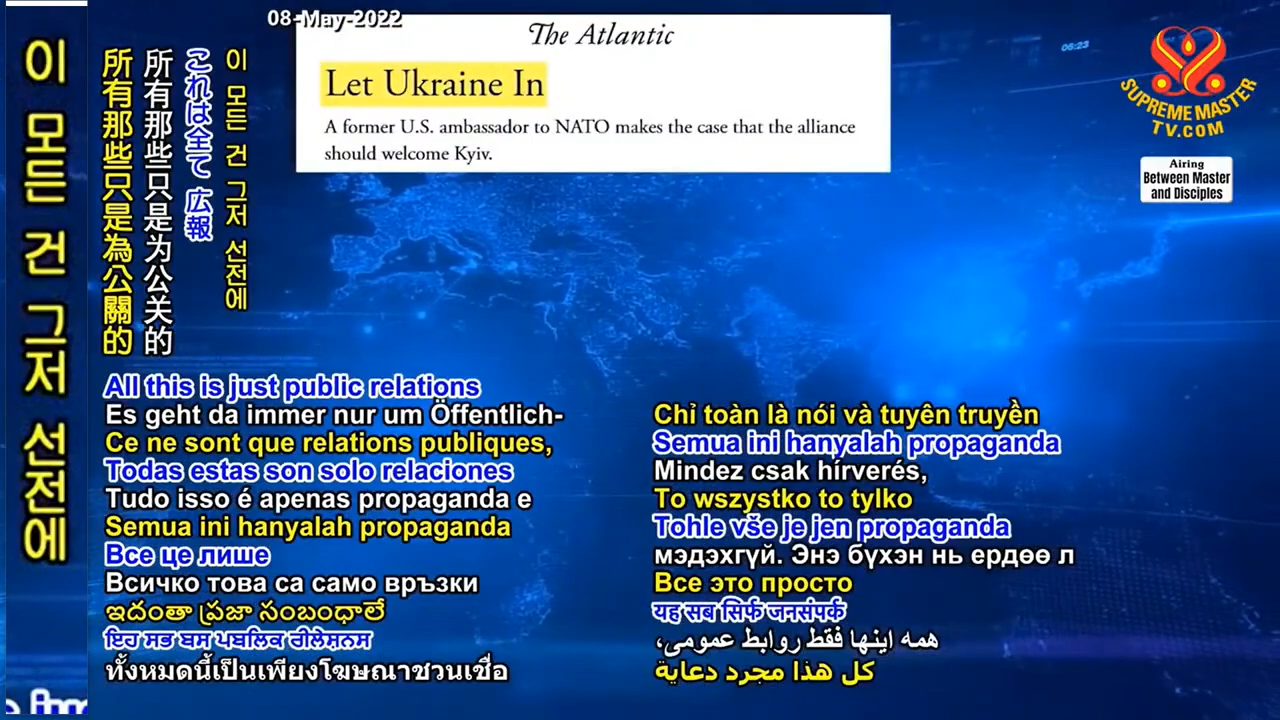 08-May-2022
The Atlantic
Let Ukraine In
A former U.S. ambassador to NATO makes the case that the alliance
should welcome Kyiv.
06:23
SUPREME MASTER
TV.COM
Airing
Between Master
and Disciples
이 모든 건 그저 선전에
所有那些只是為公關的
所有那些只是为公关的
これは全て 広報
이 모든 건 그저 선전에
All this is just public relations
Es geht da immer nur um Öffentlich-
Ce ne sont que relations publiques,
Todas estas son solo relaciones
Tudo isso é apenas propaganda e
Semua ini hanyalah propaganda
Все це лише
Всичко това са само връзки
ఇదంతా ప్రజా సంబంధాలే
ਇਹ ਸਭ ਬਸ ਪਬਲਿਕ ਰੀਲੇਸ਼ਨਸ
ทั้งหมดนี้เป็นเพียงโฆษณาชวนเชื่อ
Chỉ toàn là nói và tuyên truyền
Semua ini hanyalah propaganda
Mindez csak hírverés,
To wszystko to tylko
Tohle vše je jen propaganda
мэдэхгүй. Энэ бүхэн нь ердөө л
Все это просто
यह सब सिर्फ जनसंपर्क
همه اینها فقط روابط عمومی،
كل هذا مجرد دعاية